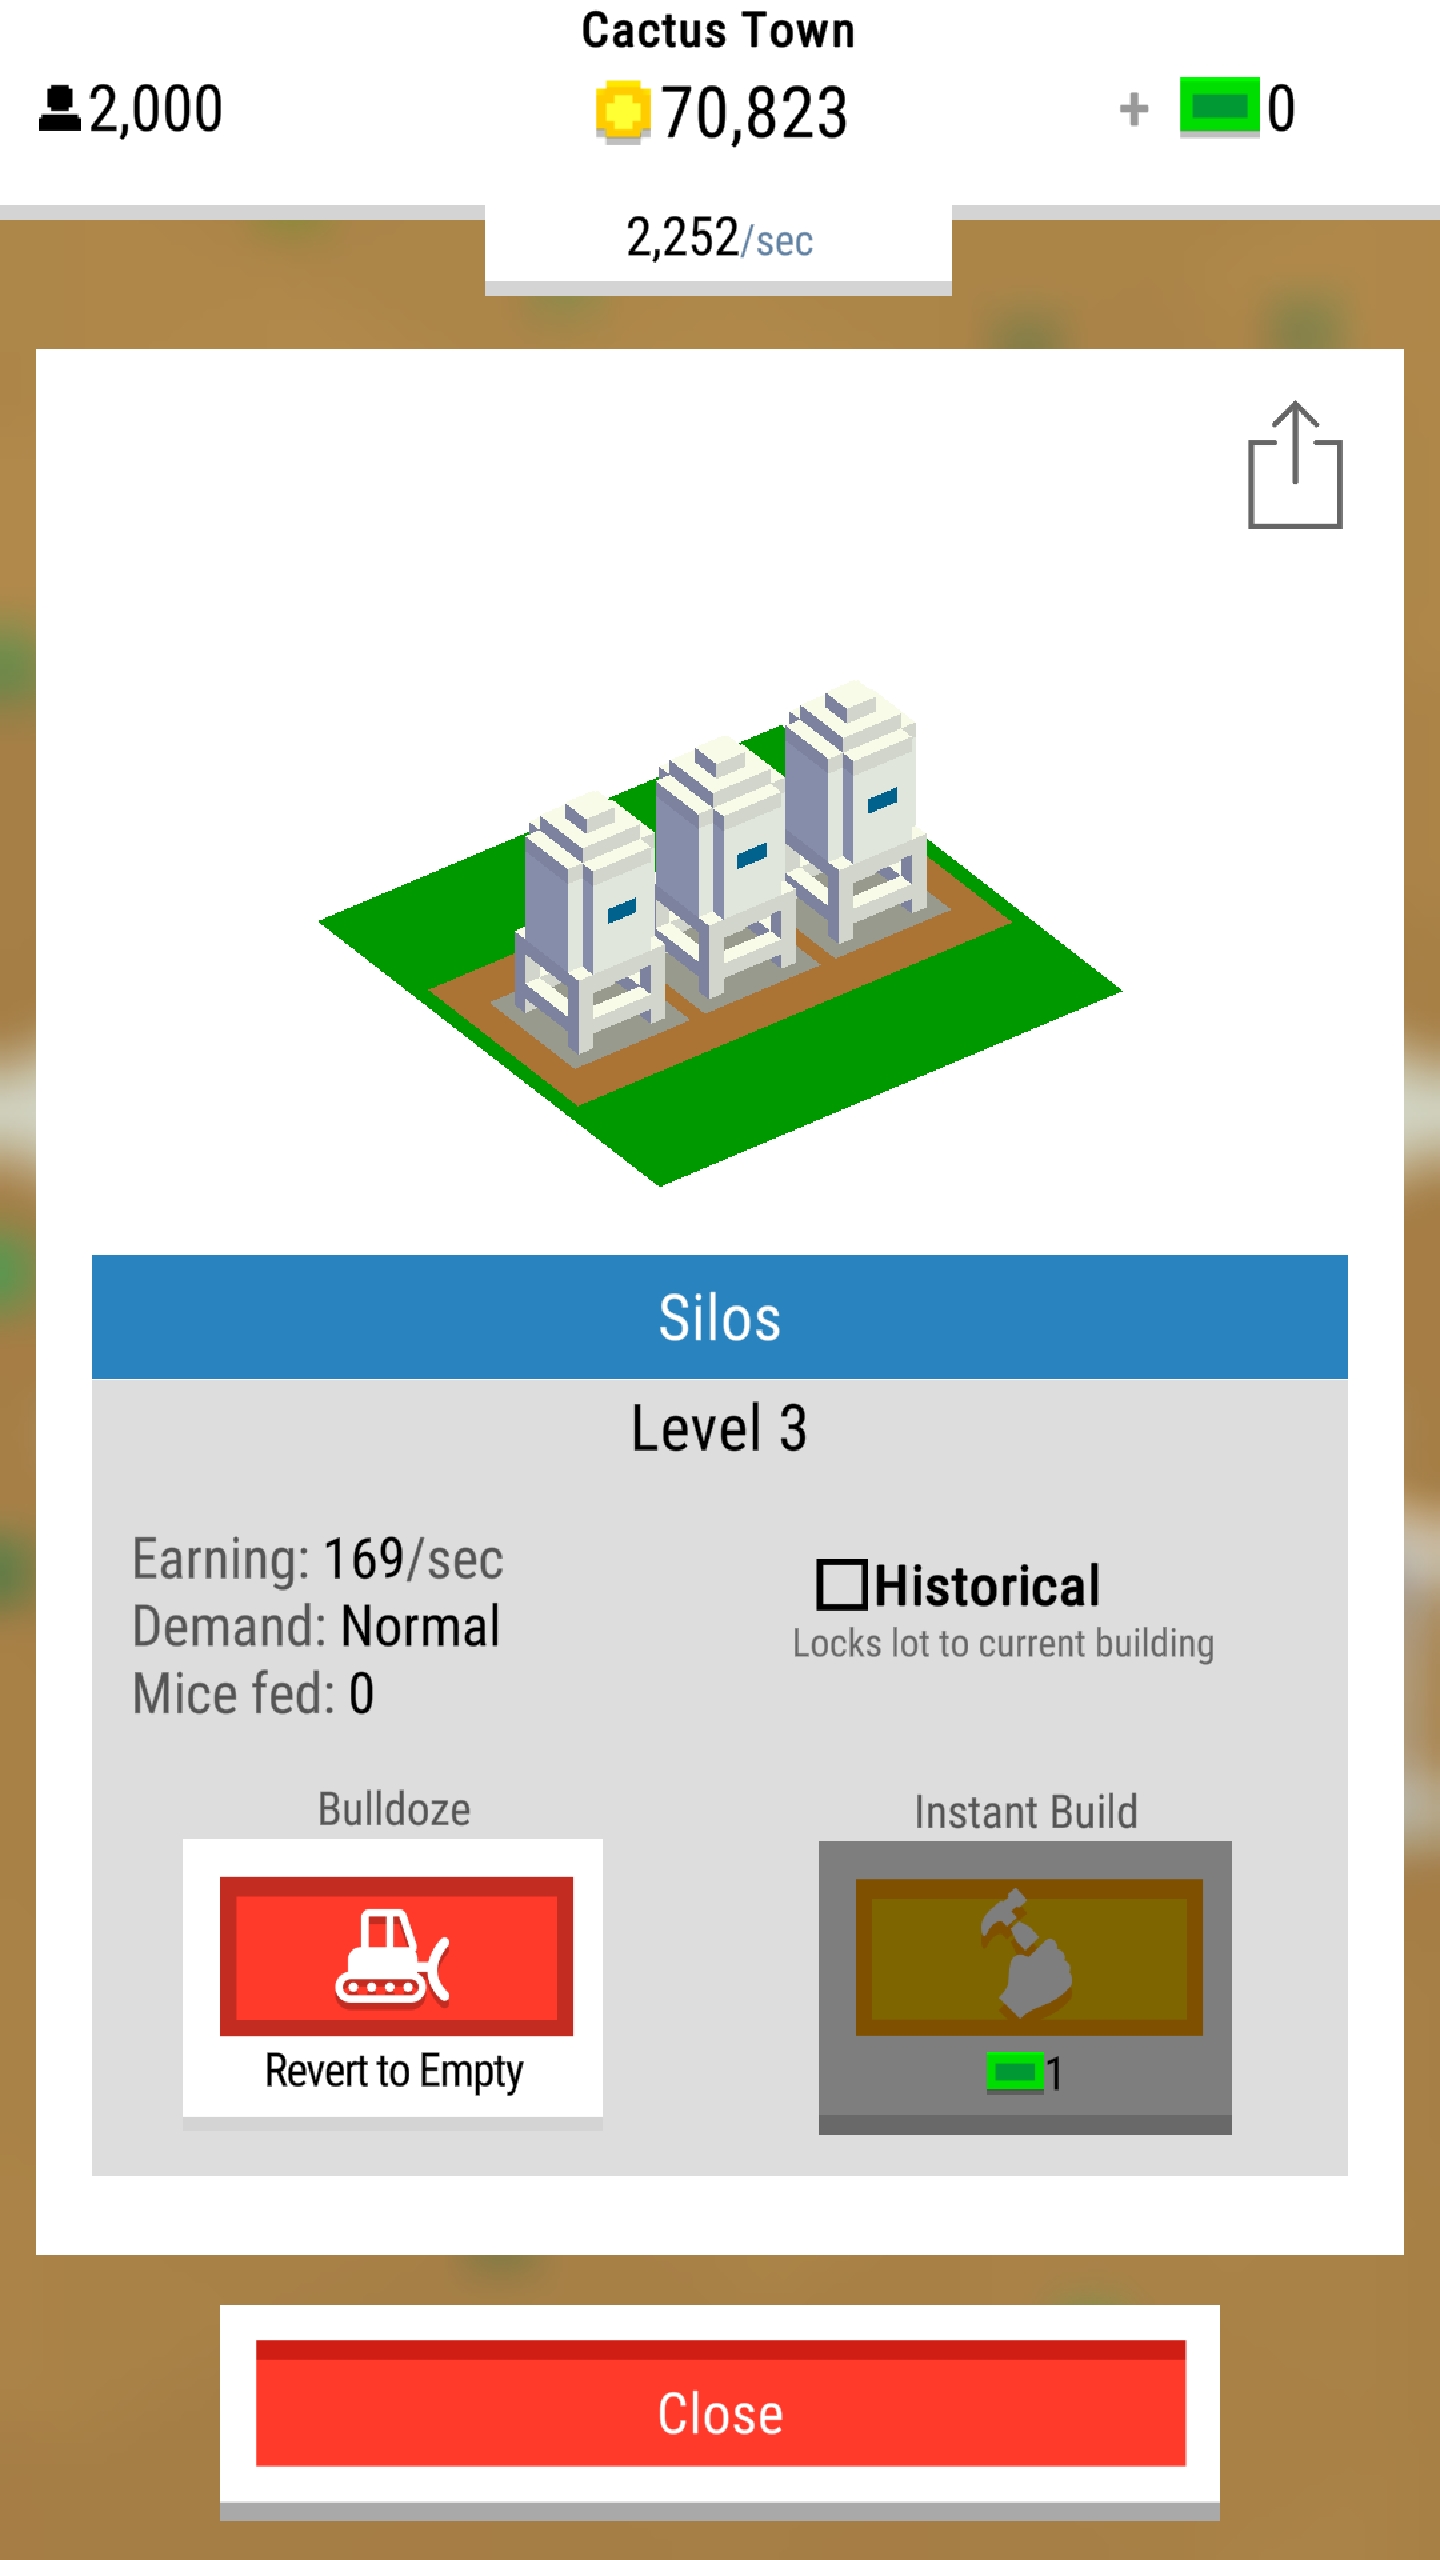 Cactus Town
2,000
70,823
+ 0
2,252/sec
Silos
Level 3
Earning: 169/sec
Demand: Normal
Mice fed: 0
Historical
Locks lot to current building
Bulldoze
Revert to Empty
Instant Build
1
Close